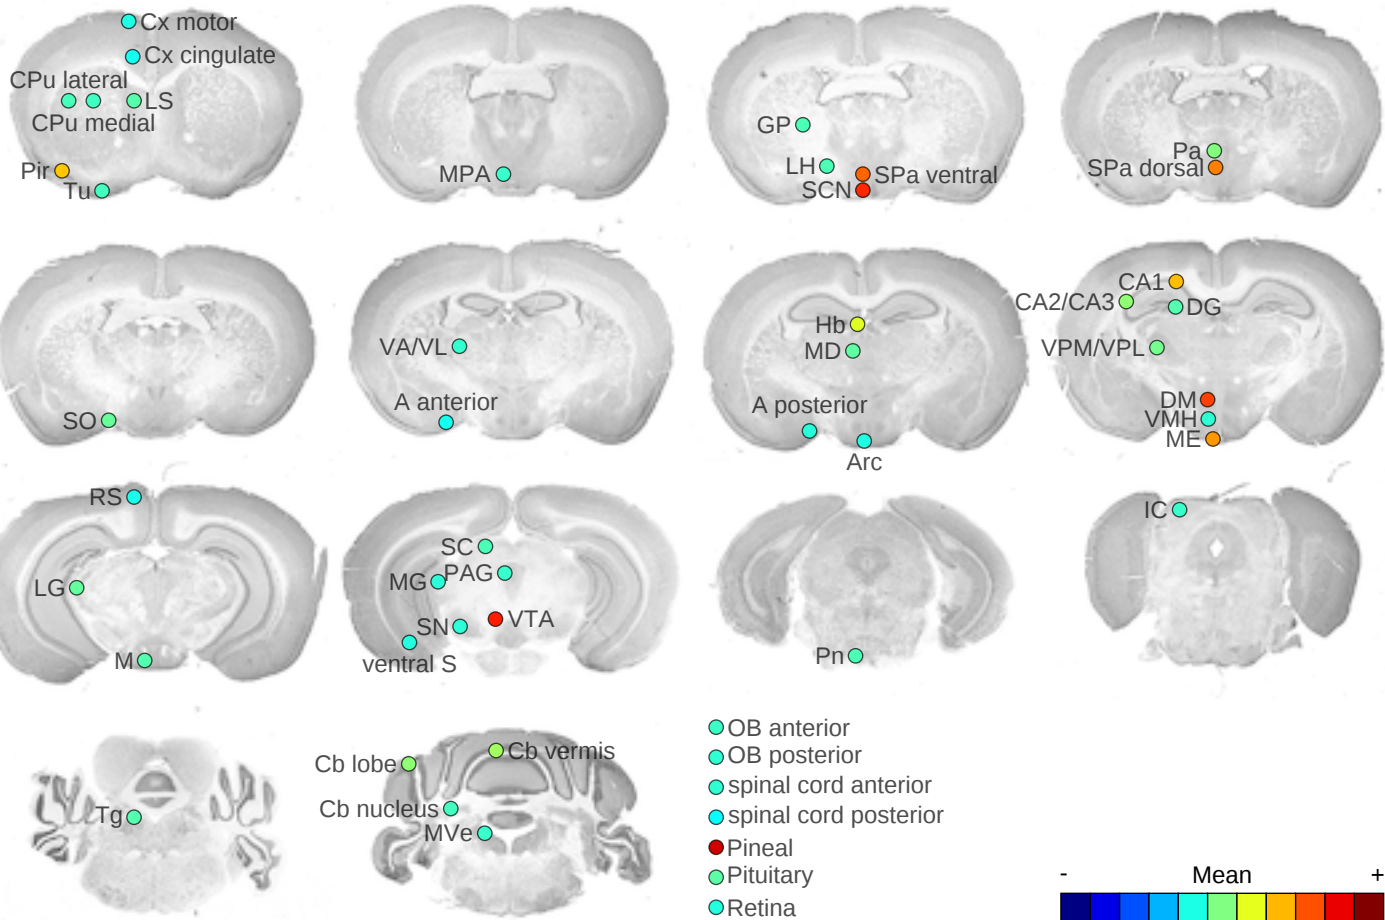 Cx motor
Cx cingulate
CPu lateral
LS
CPu medial
Pir
Tu
MPA
GP
LH
SPa ventral
SCN
Pa
SPa dorsal
SO
VA/VL
A anterior
Hb
MD
A posterior
Arc
CA1
CA2/CA3
DG
VPM/VPL
DM
VMH
ME
RS
LG
M
SC
PAG
MG
VTA
SN
ventral S
Pn
IC
Tg
Cb vermis
Cb lobe
Cb nucleus
MVe
OB anterior
OB posterior
spinal cord anterior
spinal cord posterior
Pineal
Pituitary
Retina
- Mean +